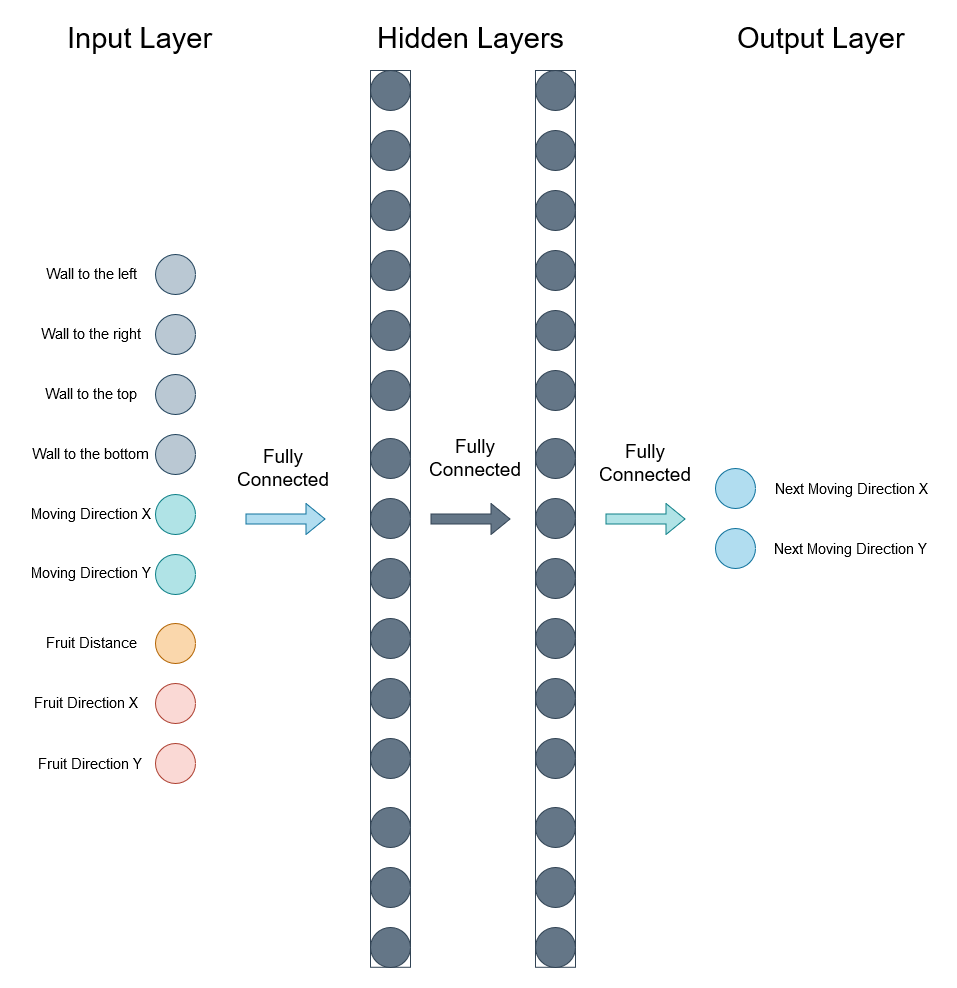 Input Layer
Hidden Layers
Output Layer
Wall to the left
Wall to the right
Wall to the top
Wall to the bottom
Moving Direction X
Moving Direction Y
Fruit Distance
Fruit Direction X
Fruit Direction Y
Fully
Connected
Fully
Connected
Fully
Connected
Next Moving Direction X
Next Moving Direction Y